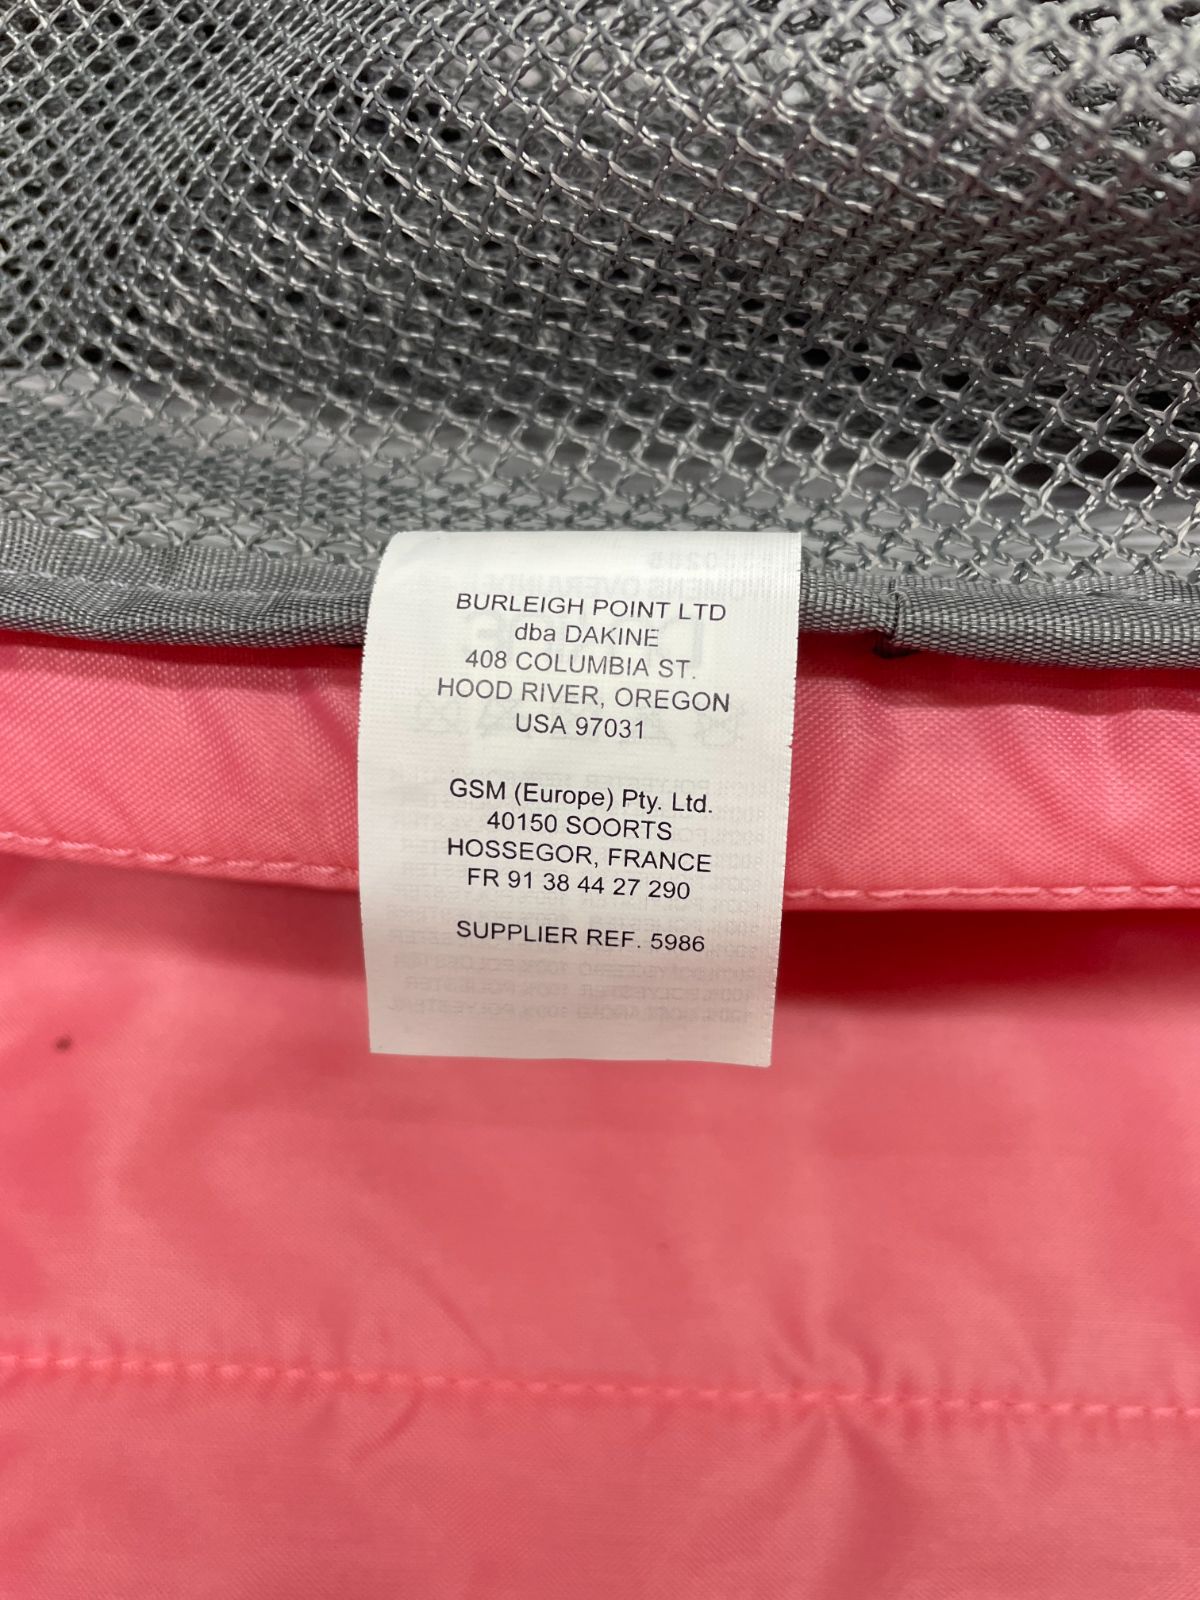 BURLEIGH POINT LTD
dba DAKINE
408 COLUMBIA ST.
HOOD RIVER, OREGON
USA 97031
GSM (Europe) Pty. Ltd.
40150 SOORTS
HOSSEGOR, FRANCE
FR 91 38 44 27 290
SUPPLIER REF. 5986